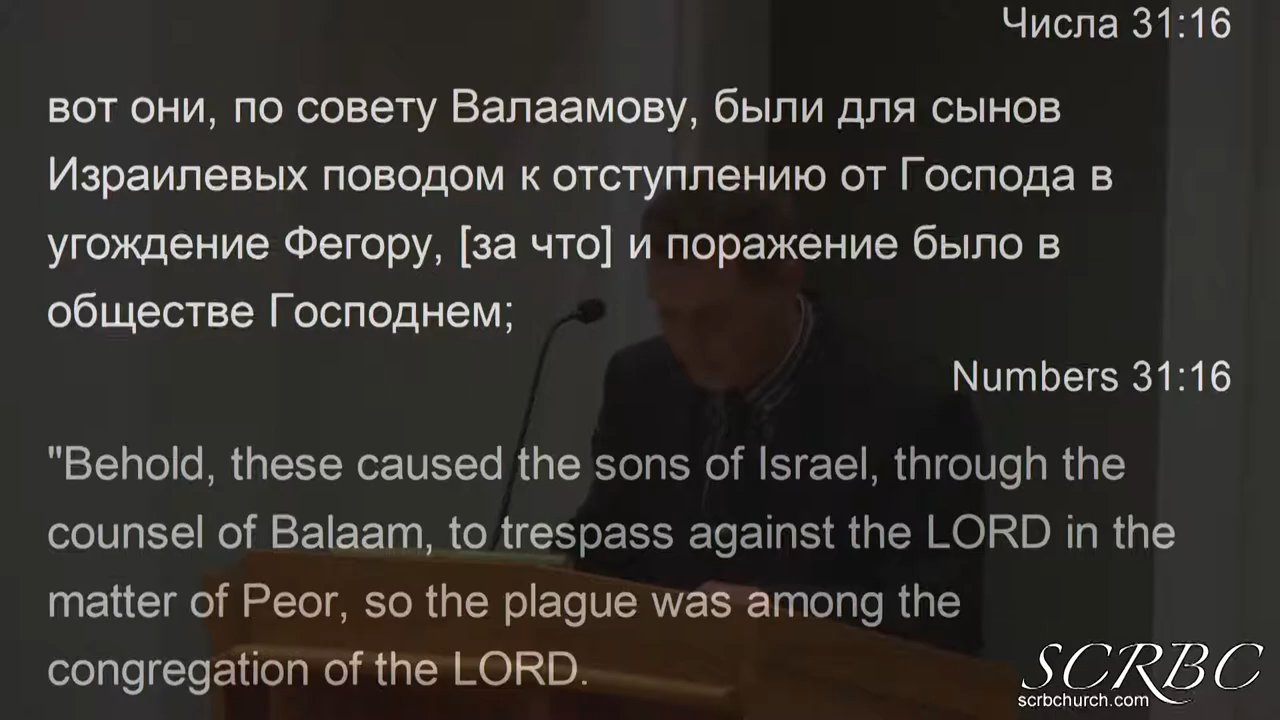 Числа 31:16
вот они, по совету Валаамову, были для сынов
Израилевых поводом к отступлению от Господа в
угождение Фегору, [за что] и поражение было в
обществе Господнем;
Numbers 31:16
"Behold, these caused the sons of Israel, through the
counsel of Balaam, to trespass against the LORD in the
matter of Peor, so the plague was among the
congregation of the LORD.
SCRBC
scrbchurch.com